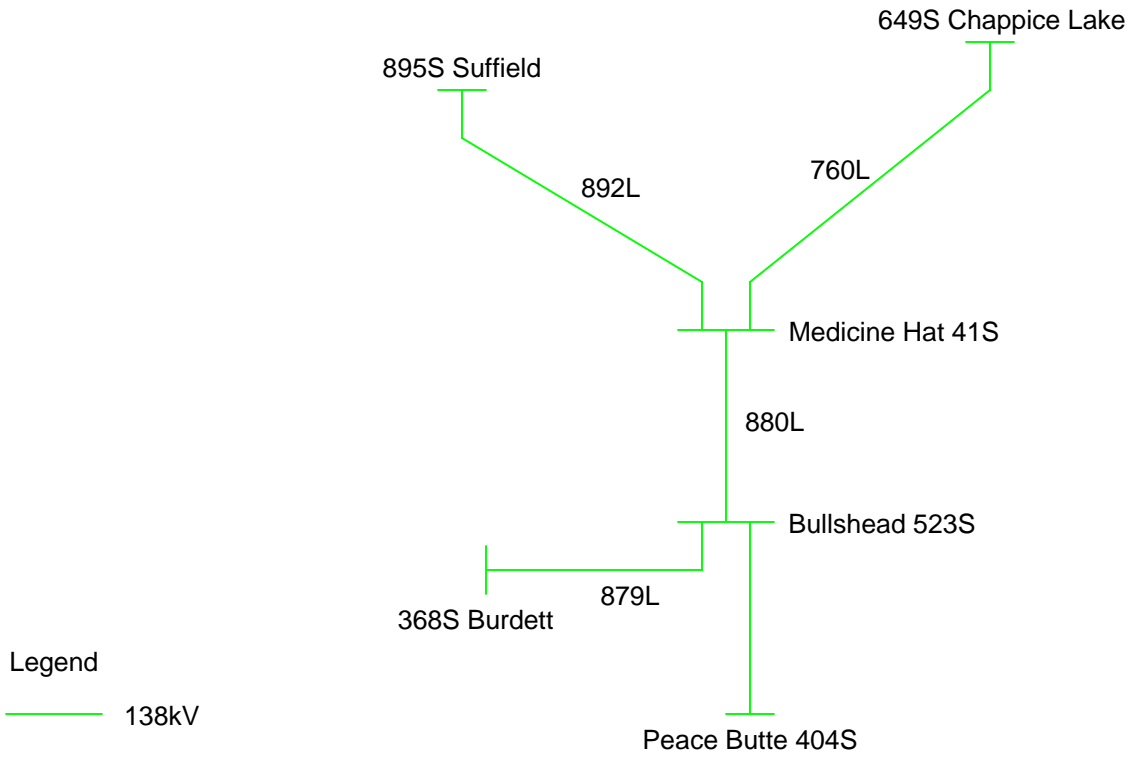 649S Chappice Lake
895S Suffield
760L
892L
Medicine Hat 41S
880L
Bullshead 523S
879L
368S Burdett
Legend
138kV
Peace Butte 404S